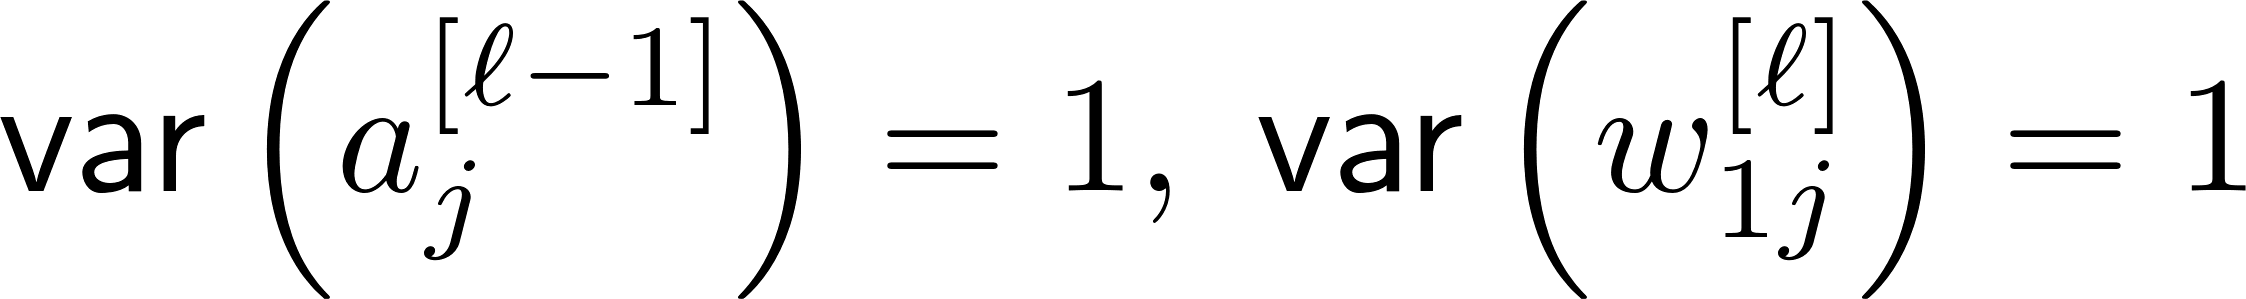 var(a_j^{[ℓ−1]}) = 1, var(w_{1j}^{[ℓ]}) = 1